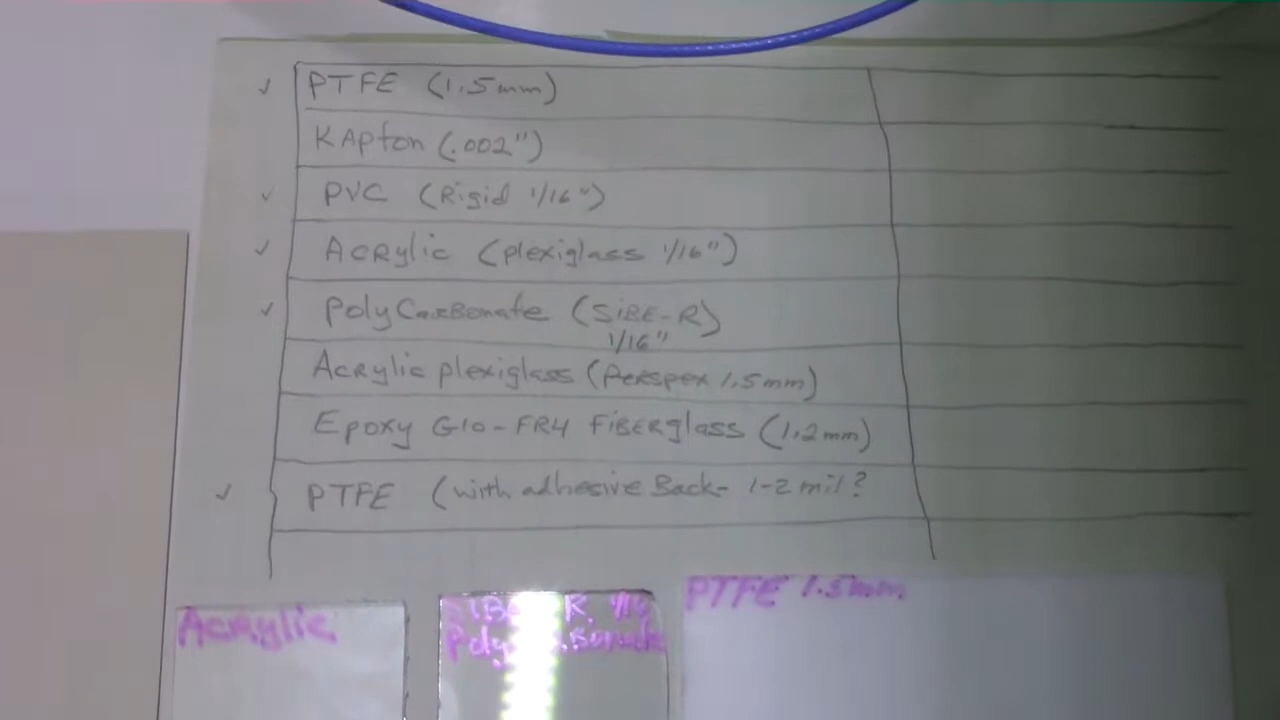 ✓ PTFE (1.5mm)
KApton (.002")
✓ PVC (Rigid 1/16")
✓ ACRylic (plexiglass 1/16")
✓ PolyCaRBonate (SiBE-R)
1/16"
ACRylic plexiglass (PeRspex 1.5mm)
Epoxy G10-FR4 FiBERglass (1.2mm)
✓ PTFE (with adhesive Back- 1-2 mil?
ACRylic
R 1/16
PTFE 1.5mm